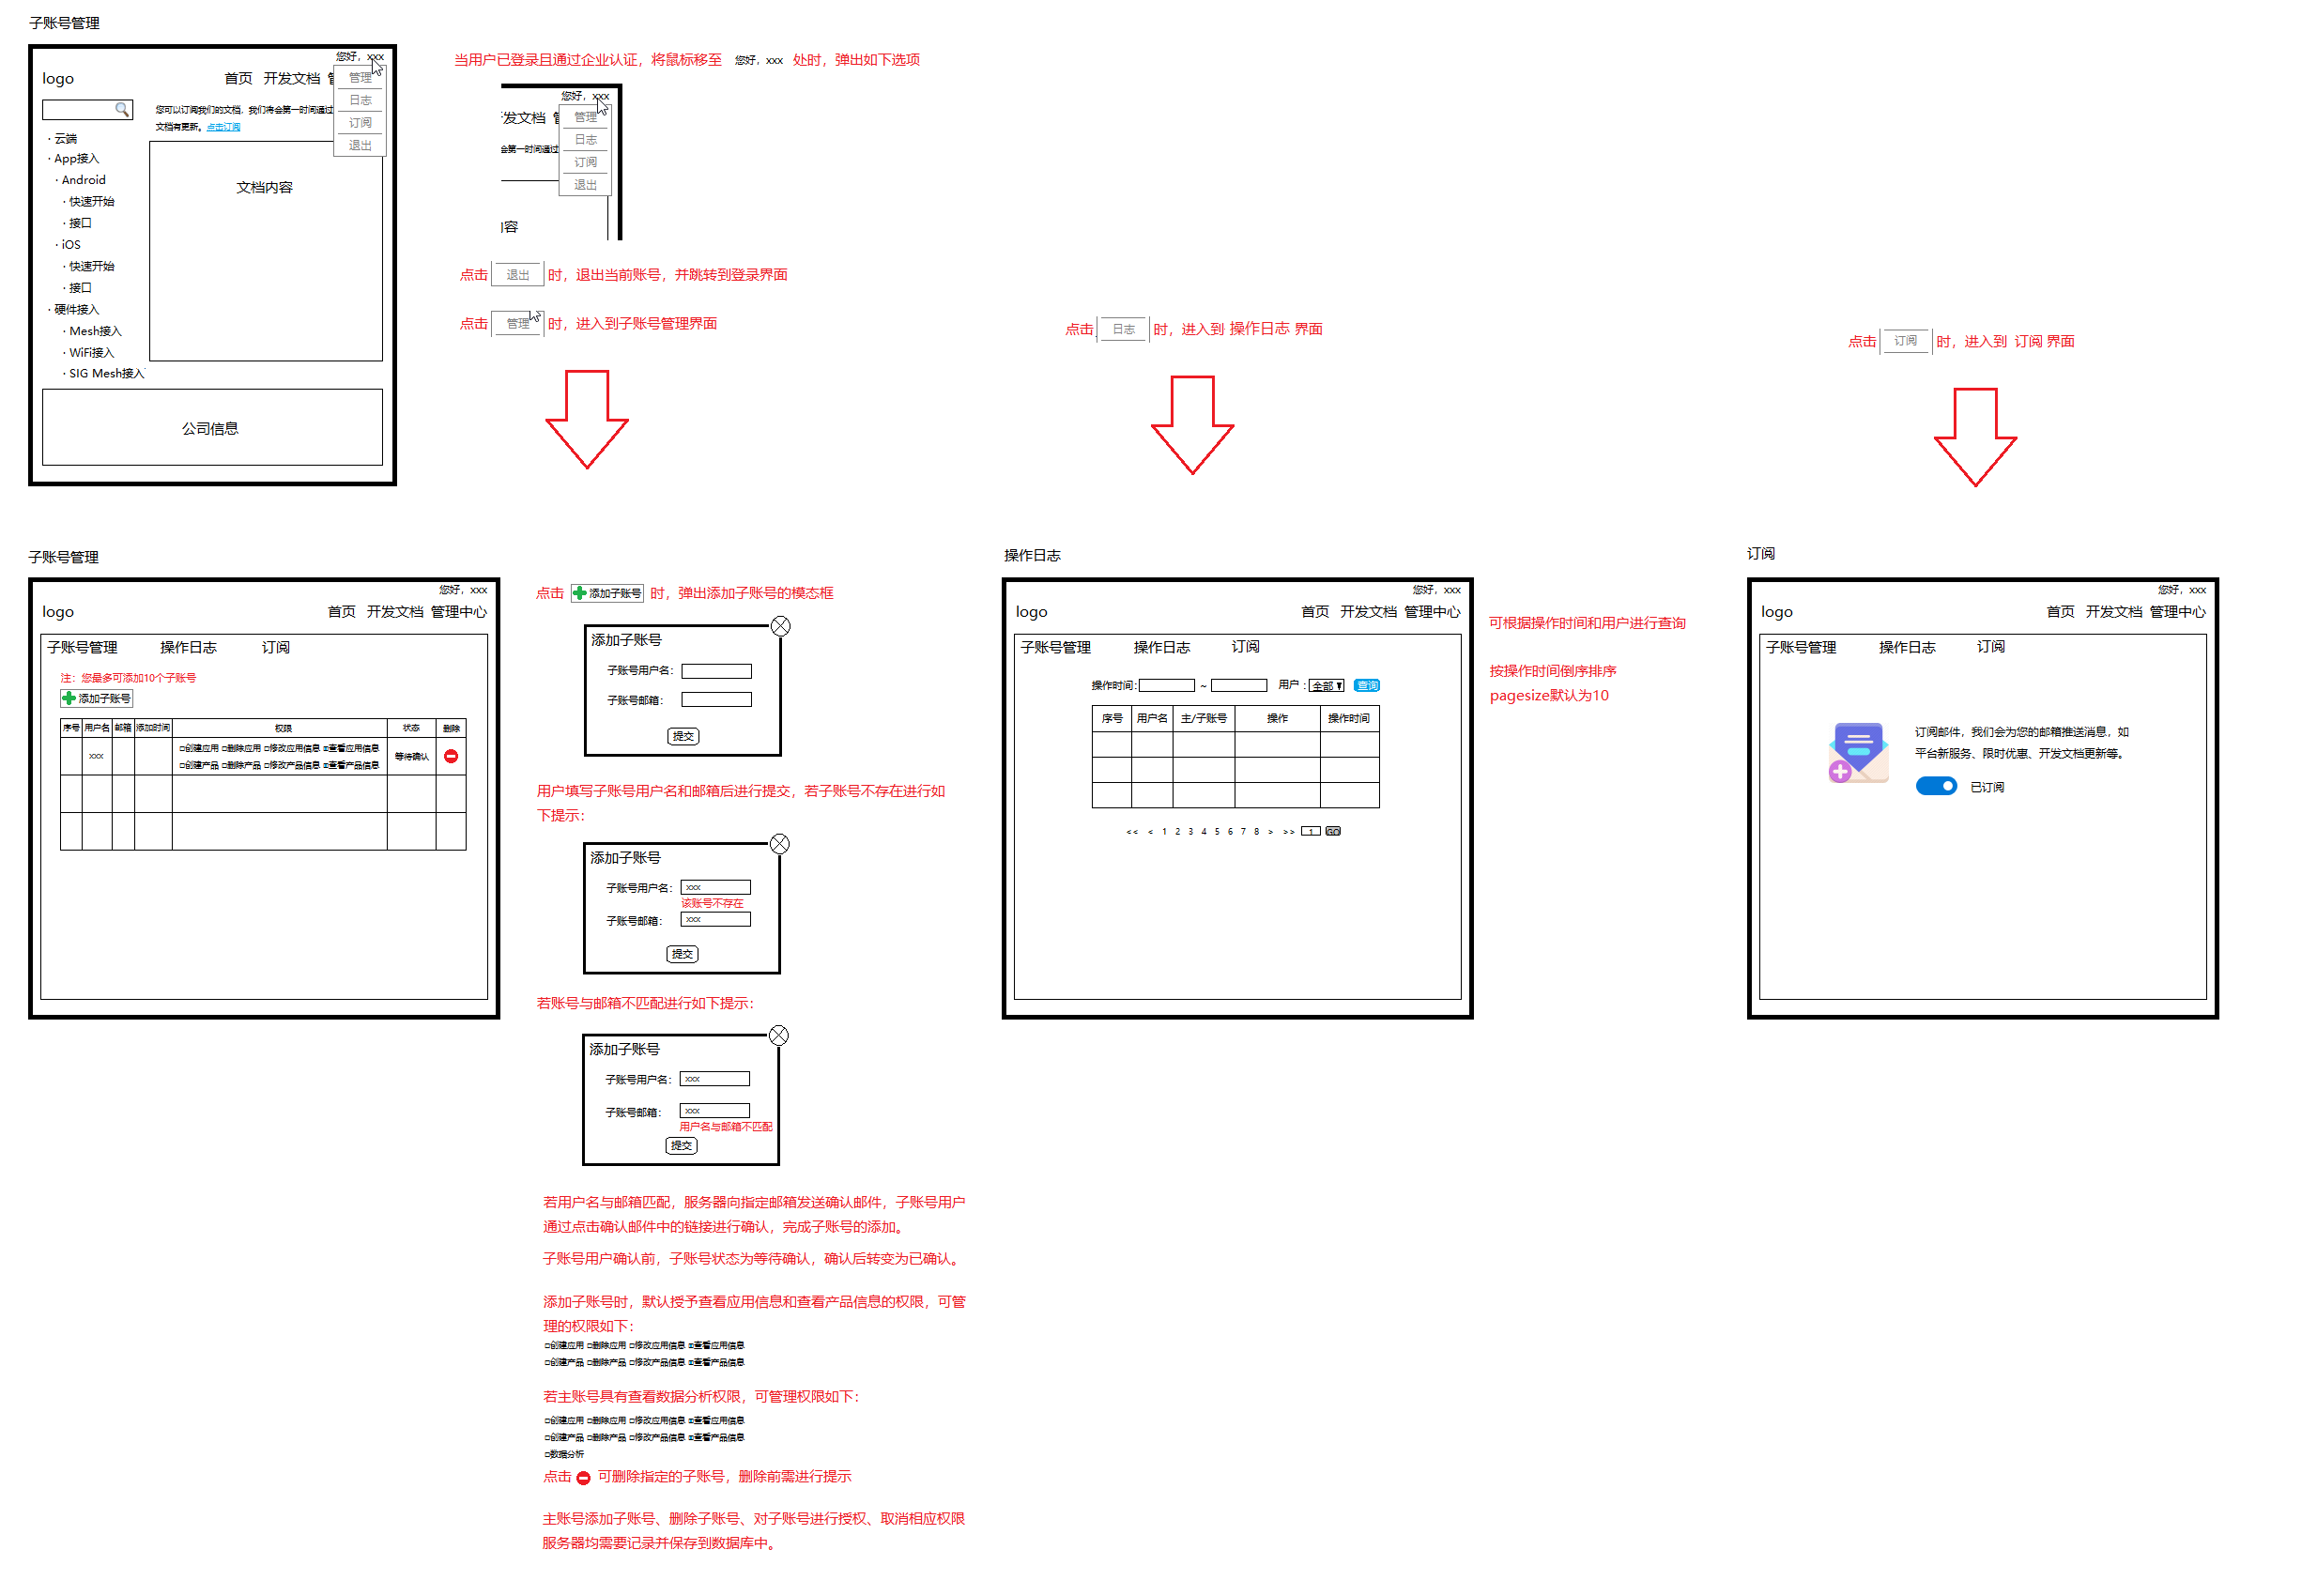 子账号管理
您好，xxx
logo
首页 开发文档
管理
日志
订阅
退出
您可以订阅我们的文档，我们将会第一时间通过
文档有更新。点击订阅
· 云端
· App接入
· Android
· 快速开始
· 接口
· iOS
· 快速开始
· 接口
· 硬件接入
· Mesh接入
· WiFi接入
· SIG Mesh接入
文档内容
公司信息
当用户已登录且通过企业认证，将鼠标移至 您好，xxx 处时，弹出如下选项
您好，xxx
发文档
管理
日志
订阅
退出
会第一时间通过
容
点击 退出 时，退出当前账号，并跳转到登录界面
点击 管理 时，进入到子账号管理界面
点击 日志 时，进入到 操作日志 界面
点击 订阅 时，进入到 订阅 界面
子账号管理
您好，xxx
logo
首页 开发文档 管理中心
子账号管理 操作日志 订阅
注：您最多可添加10个子账号
添加子账号
序号 用户名 邮箱 添加时间 权限 状态 删除
xxx
□创建应用 □删除应用 □修改应用信息 ☒查看应用信息
□创建产品 □删除产品 □修改产品信息 ☒查看产品信息
等待确认
点击 添加子账号 时，弹出添加子账号的模态框
添加子账号
子账号用户名：
子账号邮箱：
提交
用户填写子账号用户名和邮箱后进行提交，若子账号不存在进行如
下提示：
添加子账号
子账号用户名： xxx
该账号不存在
子账号邮箱： xxx
提交
若账号与邮箱不匹配进行如下提示：
添加子账号
子账号用户名： xxx
子账号邮箱： xxx
用户名与邮箱不匹配
提交
若用户名与邮箱匹配，服务器向指定邮箱发送确认邮件，子账号用户
通过点击确认邮件中的链接进行确认，完成子账号的添加。
子账号用户确认前，子账号状态为等待确认，确认后转变为已确认。
添加子账号时，默认授予查看应用信息和查看产品信息的权限，可管
理的权限如下：
□创建应用 □删除应用 □修改应用信息 ☒查看应用信息
□创建产品 □删除产品 □修改产品信息 ☒查看产品信息
若主账号具有查看数据分析权限，可管理权限如下：
□创建应用 □删除应用 □修改应用信息 ☒查看应用信息
□创建产品 □删除产品 □修改产品信息 ☒查看产品信息
□数据分析
点击 可删除指定的子账号，删除前需进行提示
主账号添加子账号、删除子账号、对子账号进行授权、取消相应权限
服务器均需要记录并保存到数据库中。
操作日志
您好，xxx
logo
首页 开发文档 管理中心
子账号管理 操作日志 订阅
操作时间： ~ 用户： 全部 查询
序号 用户名 主/子账号 操作 操作时间
<< < 1 2 3 4 5 6 7 8 > >> 1 GO
可根据操作时间和用户进行查询
按操作时间倒序排序
pagesize默认为10
订阅
您好，xxx
logo
首页 开发文档 管理中心
子账号管理 操作日志 订阅
订阅邮件，我们会为您的邮箱推送消息，如
平台新服务、限时优惠、开发文档更新等。
已订阅